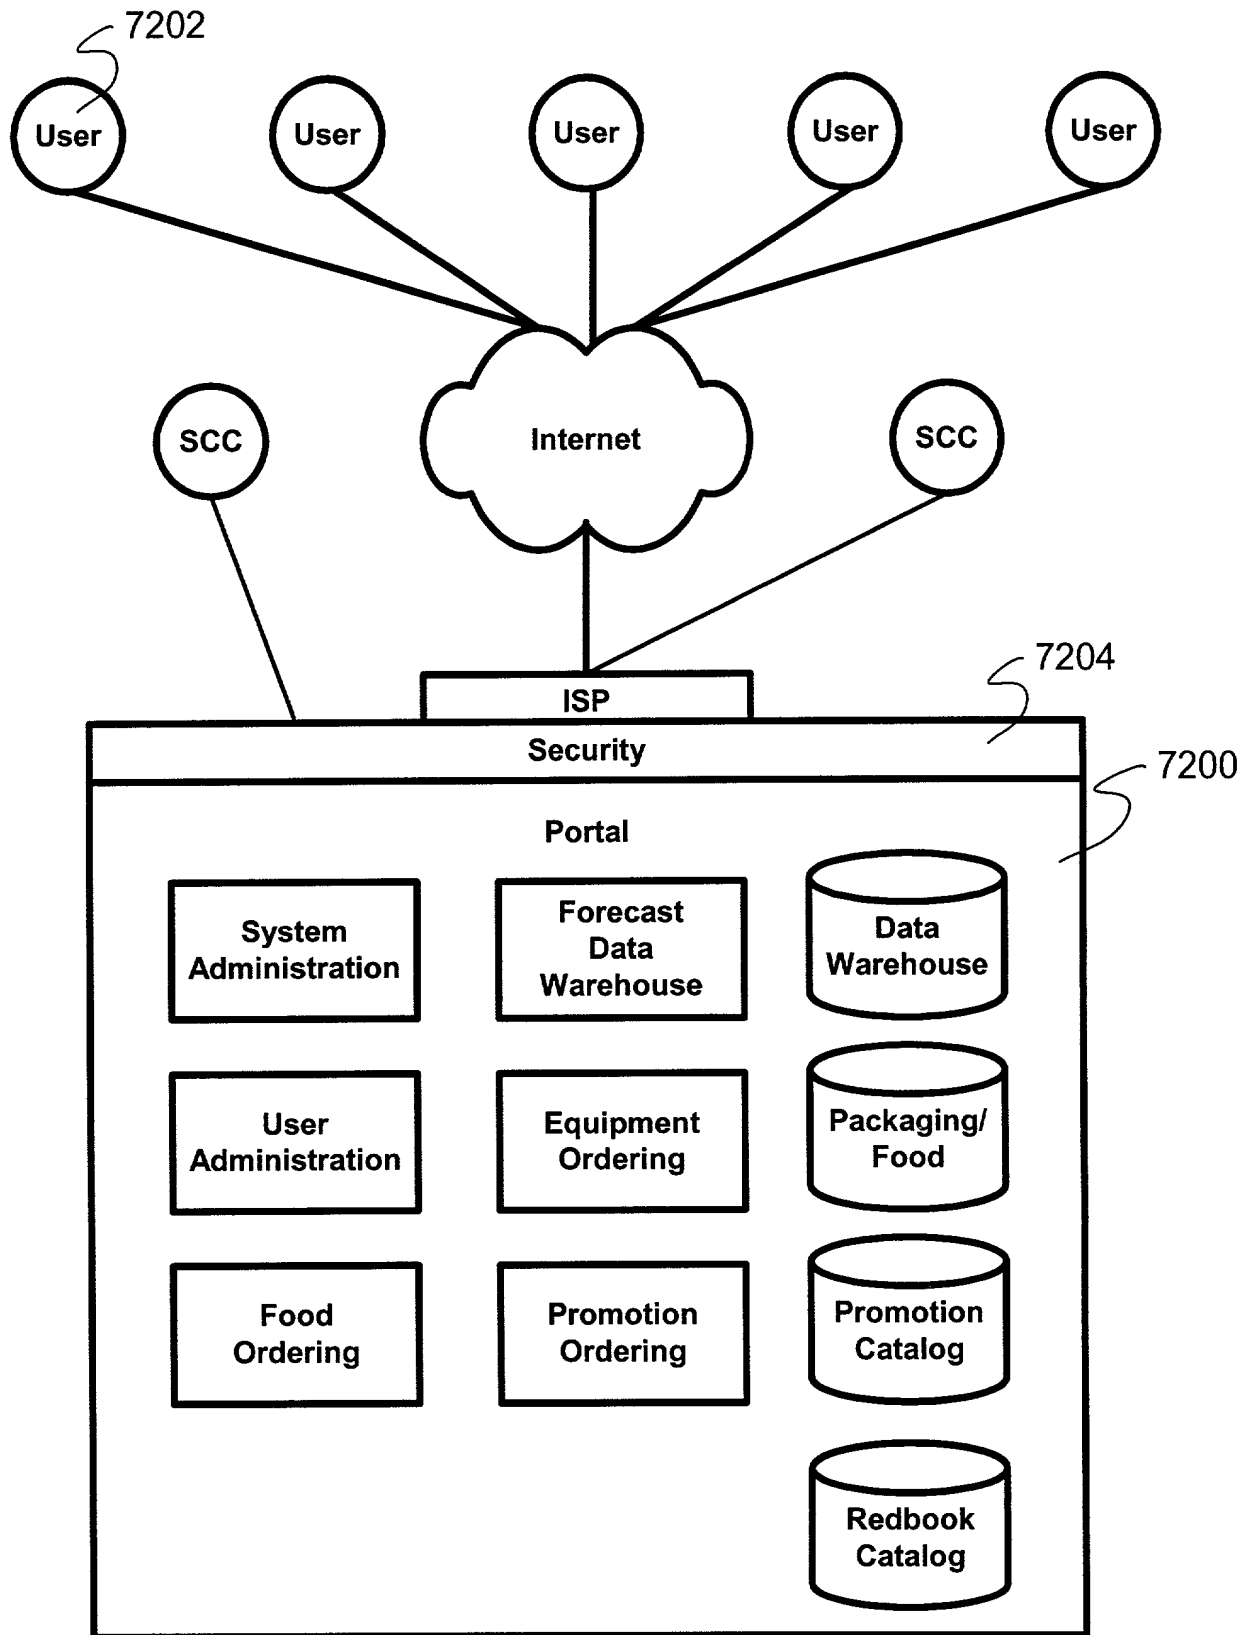 7202
User
User
User
User
User
SCC
Internet
SCC
7204
ISP
Security
7200
Portal
System
Administration
Forecast
Data
Warehouse
Data
Warehouse
User
Administration
Equipment
Ordering
Packaging/
Food
Food
Ordering
Promotion
Ordering
Promotion
Catalog
Redbook
Catalog